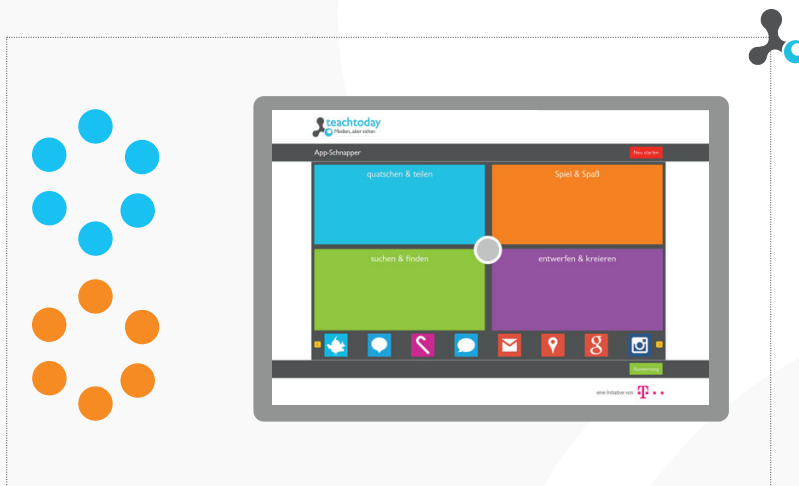 teachtoday
Medien, aber sicher.
App-Schnapper
Neu starten
quatschen & teilen
Spiel & Spaß
suchen & finden
entwerfen & kreieren
Auswertung
eine Initiative von T